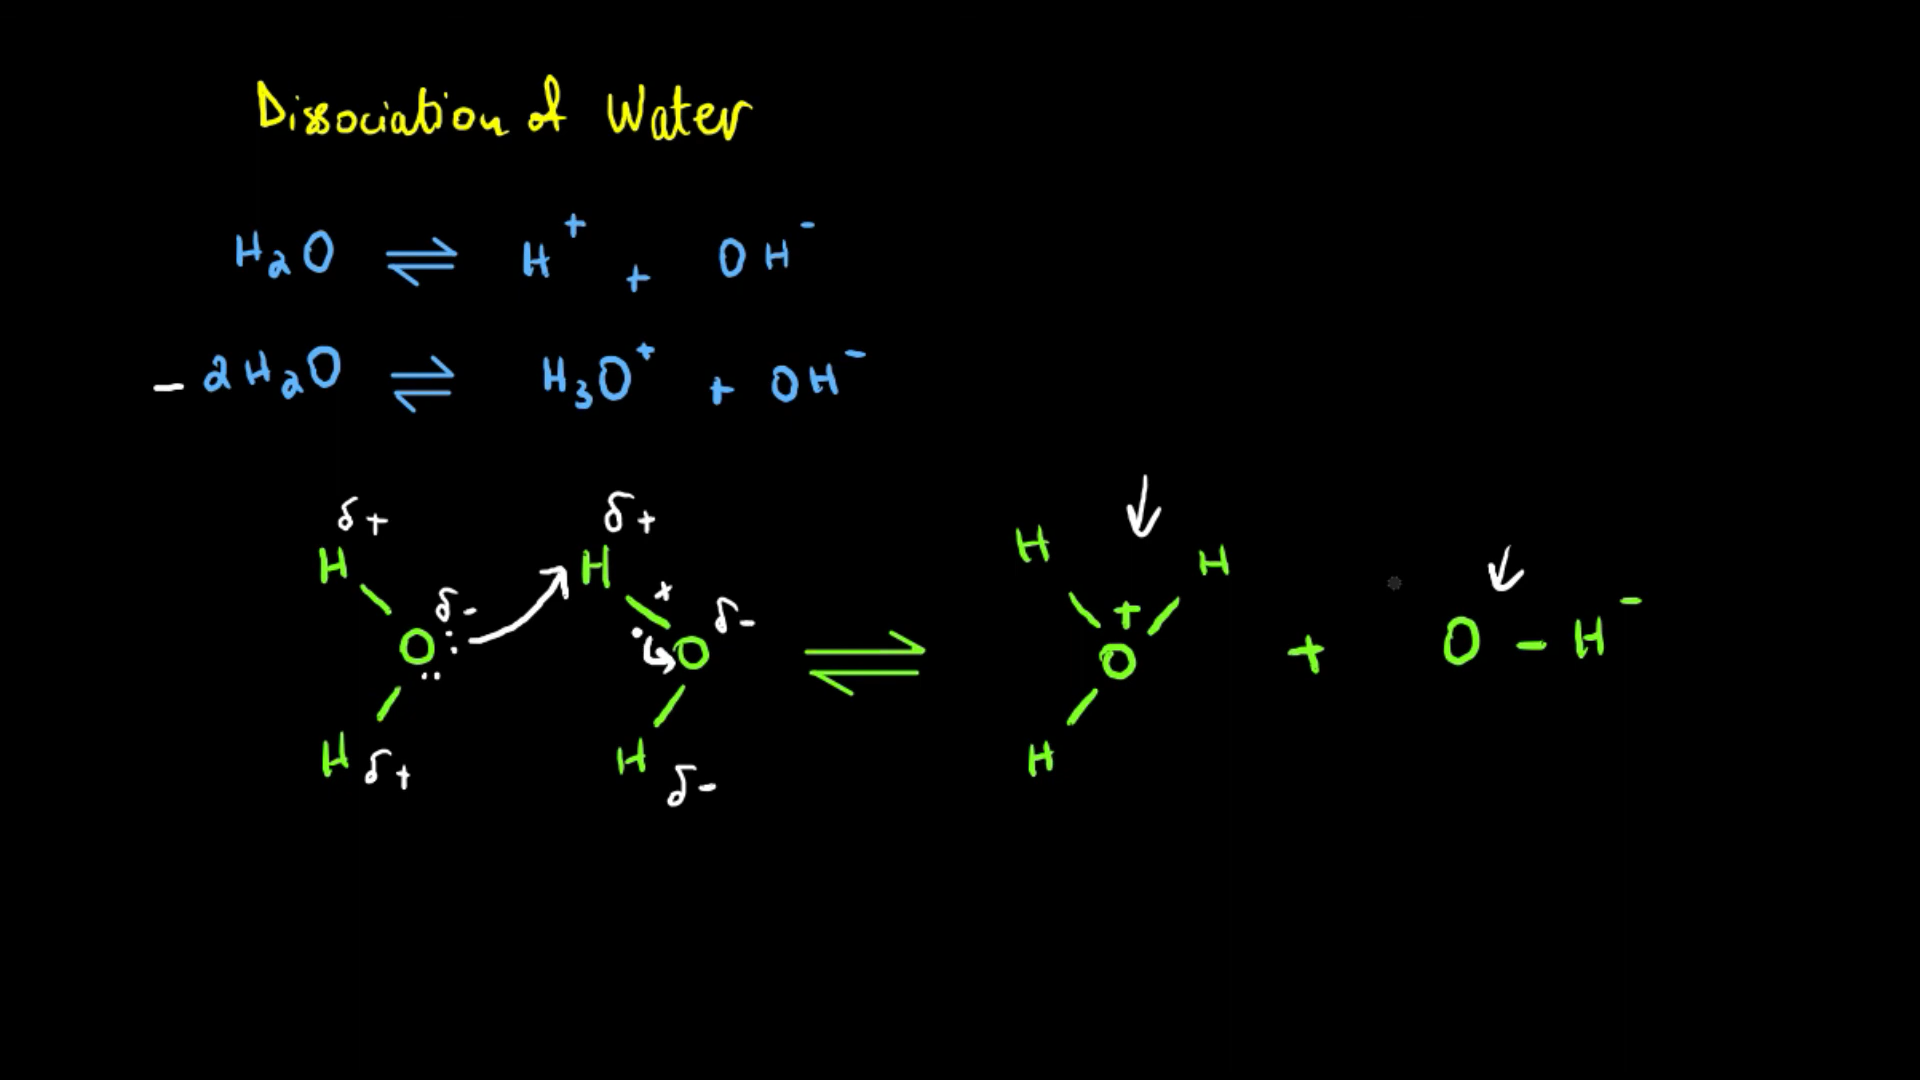 Dissociation of Water
H₂O ⇌ H⁺ + OH⁻
- 2H₂O ⇌ H₃O⁺ + OH⁻
δ+ δ+
H H H H
δ- x δ- + -
O : O ⇌ O + O - H
H δ+ H δ- H